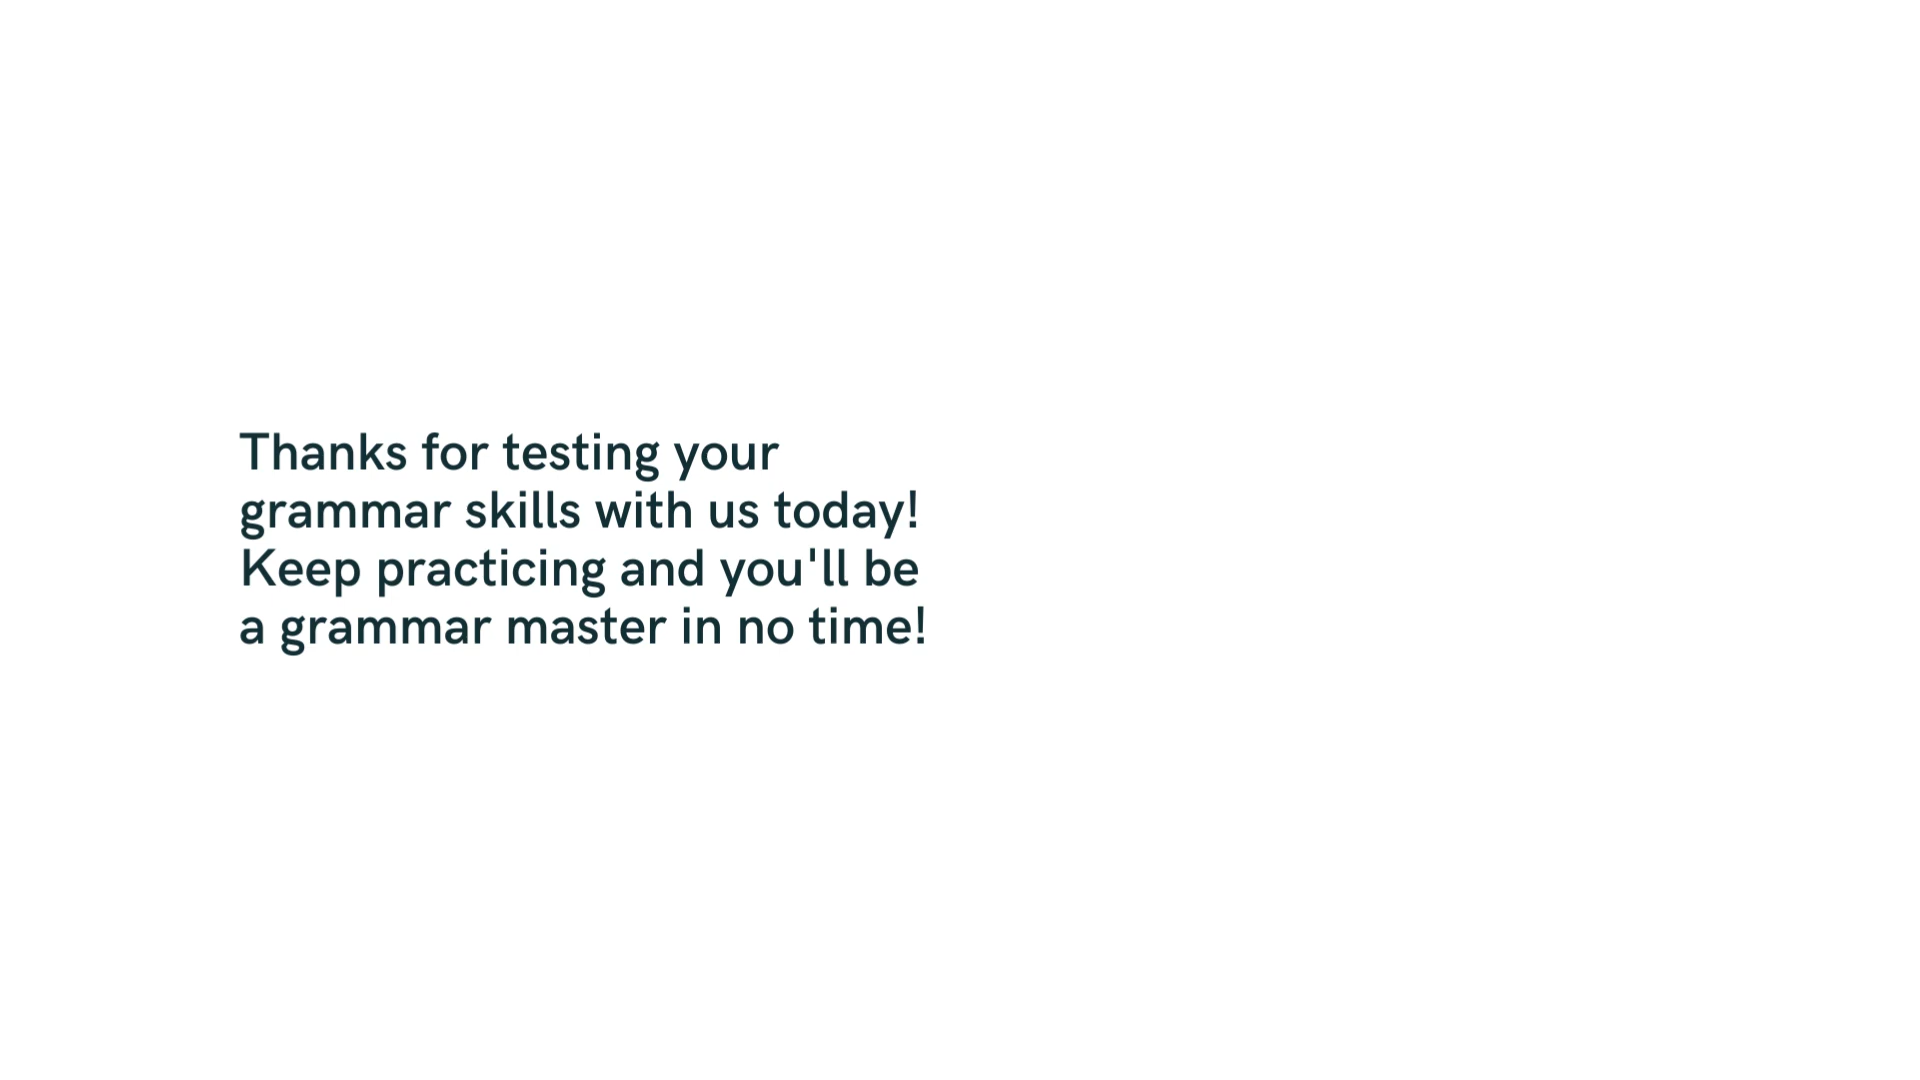 Thanks for testing your
grammar skills with us today!
Keep practicing and you'll be
a grammar master in no time!